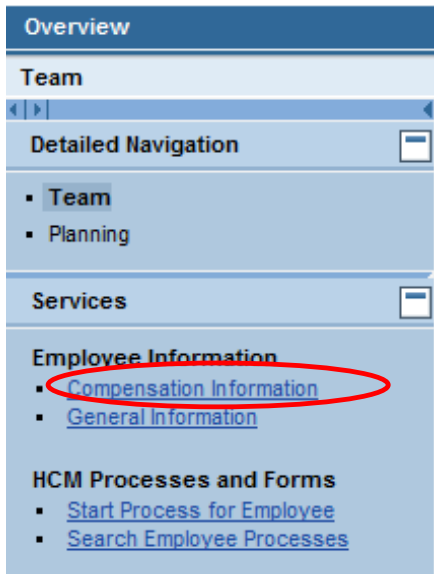 Overview
Team
Detailed Navigation
Team
Planning
Services
Employee Information
Compensation Information
General Information
HCM Processes and Forms
Start Process for Employee
Search Employee Processes